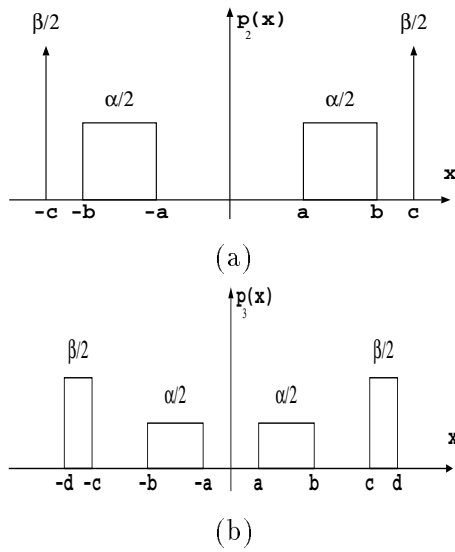 β/2 p₂(x) β/2
α/2 α/2
x
-c -b -a a b c
(a)
p₃(x)
β/2 β/2
α/2 α/2
x
-d -c -b -a a b c d
(b)